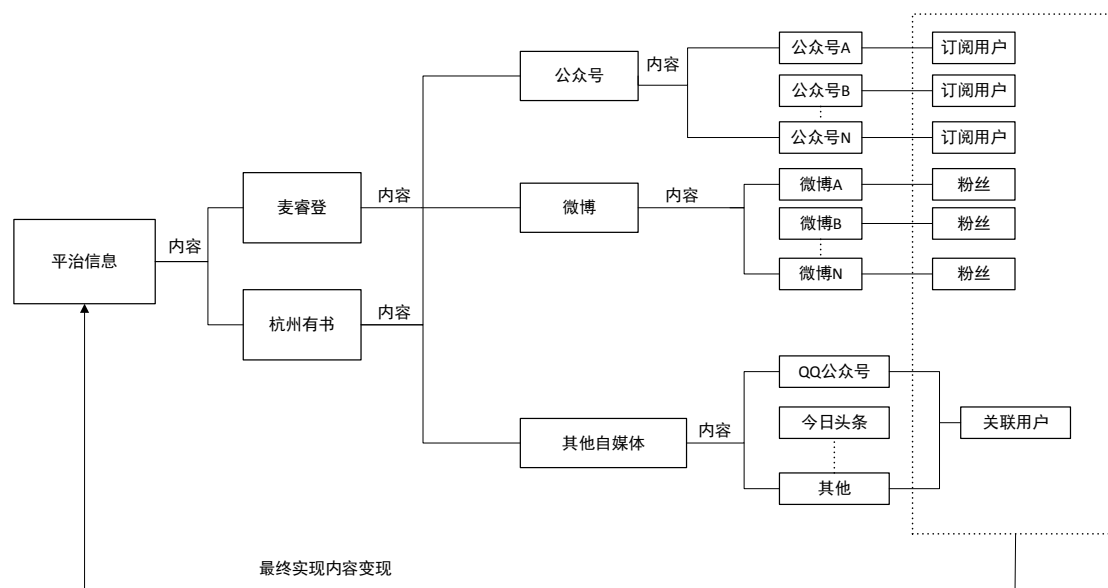 平治信息
内容
麦睿登
杭州有书
内容
内容
公众号
微博
其他自媒体
内容
内容
内容
公众号A
公众号B
公众号N
微博A
微博B
微博N
QQ公众号
今日头条
其他
订阅用户
订阅用户
订阅用户
粉丝
粉丝
粉丝
关联用户
最终实现内容变现